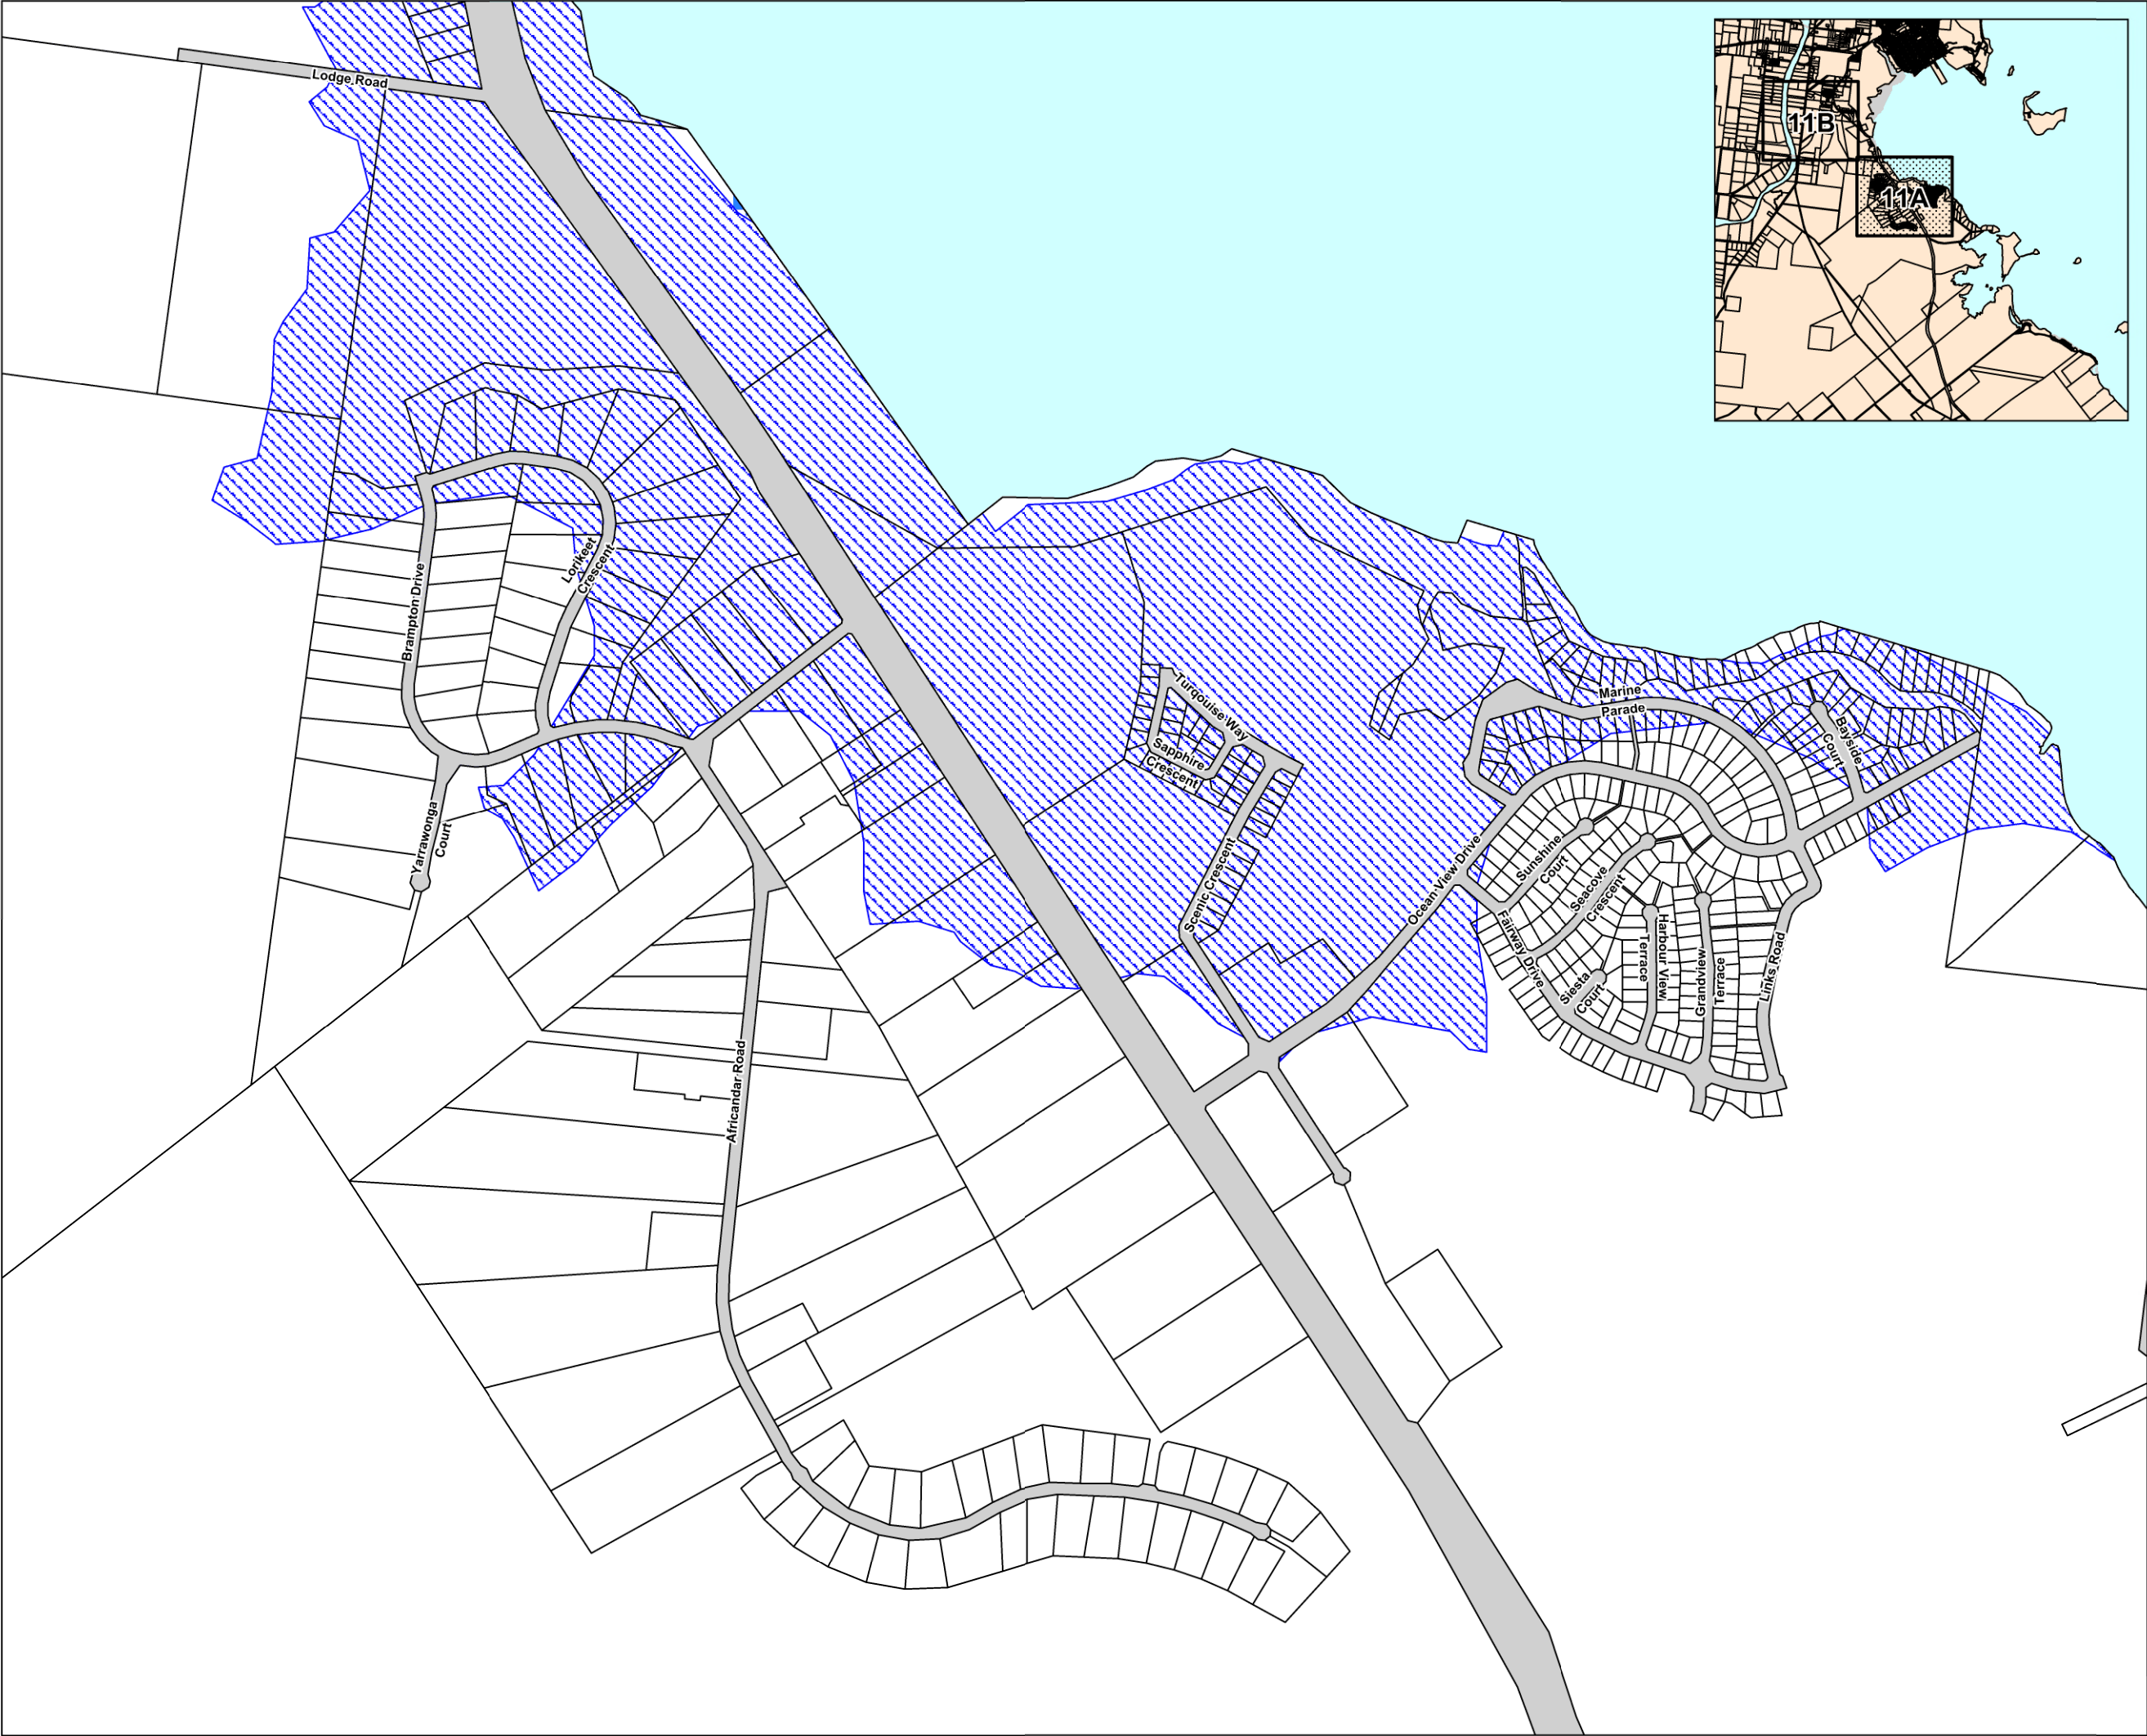 Lodge Road
11B
11A
Lorikeet
Crescent
Brampton Drive
Turqouise Way
Marine
Parade
Sapphire
Crescent
Bayside
Court
Yarrawonga
Court
Scenic Crescent
Ocean View Drive
Sunshine
Court
Seacove
Crescent
Fairway Drive
Harbour View
Terrace
Grandview
Terrace
Links Road
Siesta
Court
Africandar Road